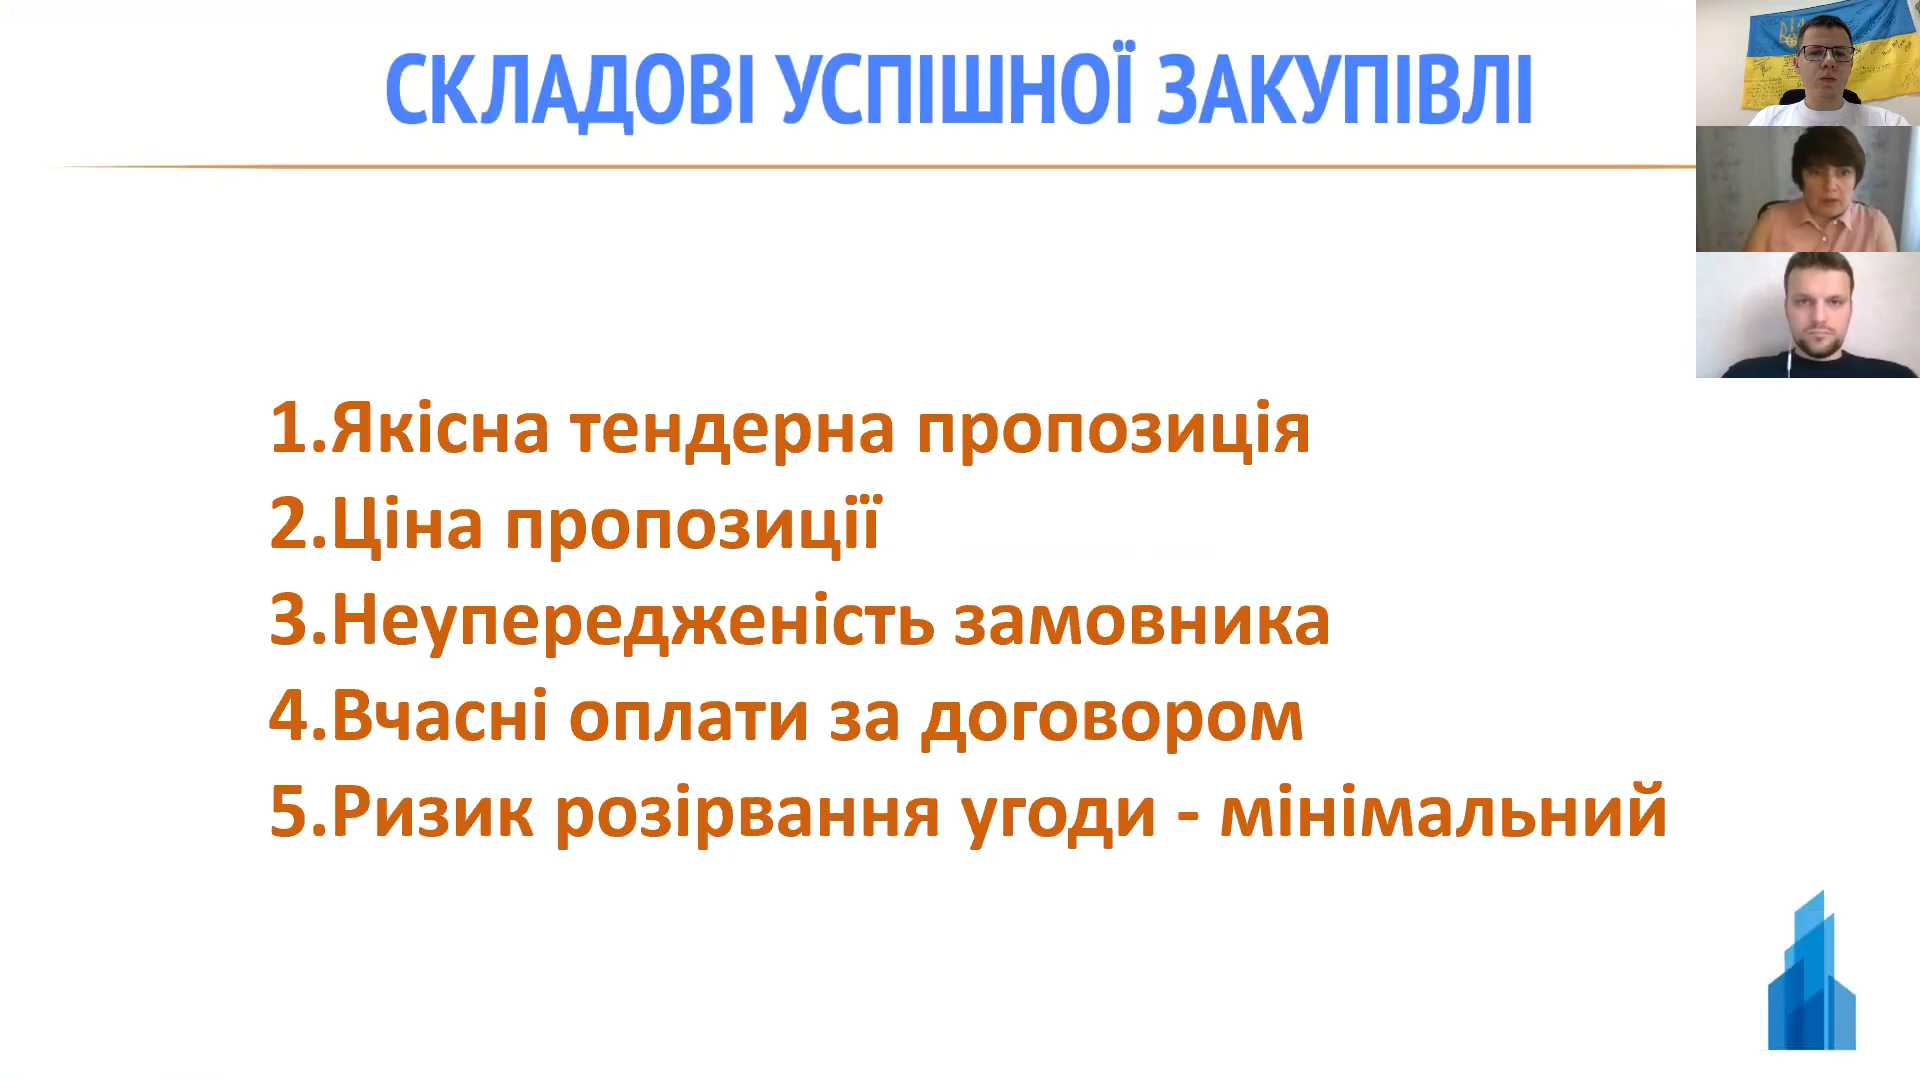 СКЛАДОВІ УСПІШНОЇ ЗАКУПІВЛІ
1.Якісна тендерна пропозиція
2.Ціна пропозиції
3.Неупередженість замовника
4.Вчасні оплати за договором
5.Ризик розірвання угоди - мінімальний